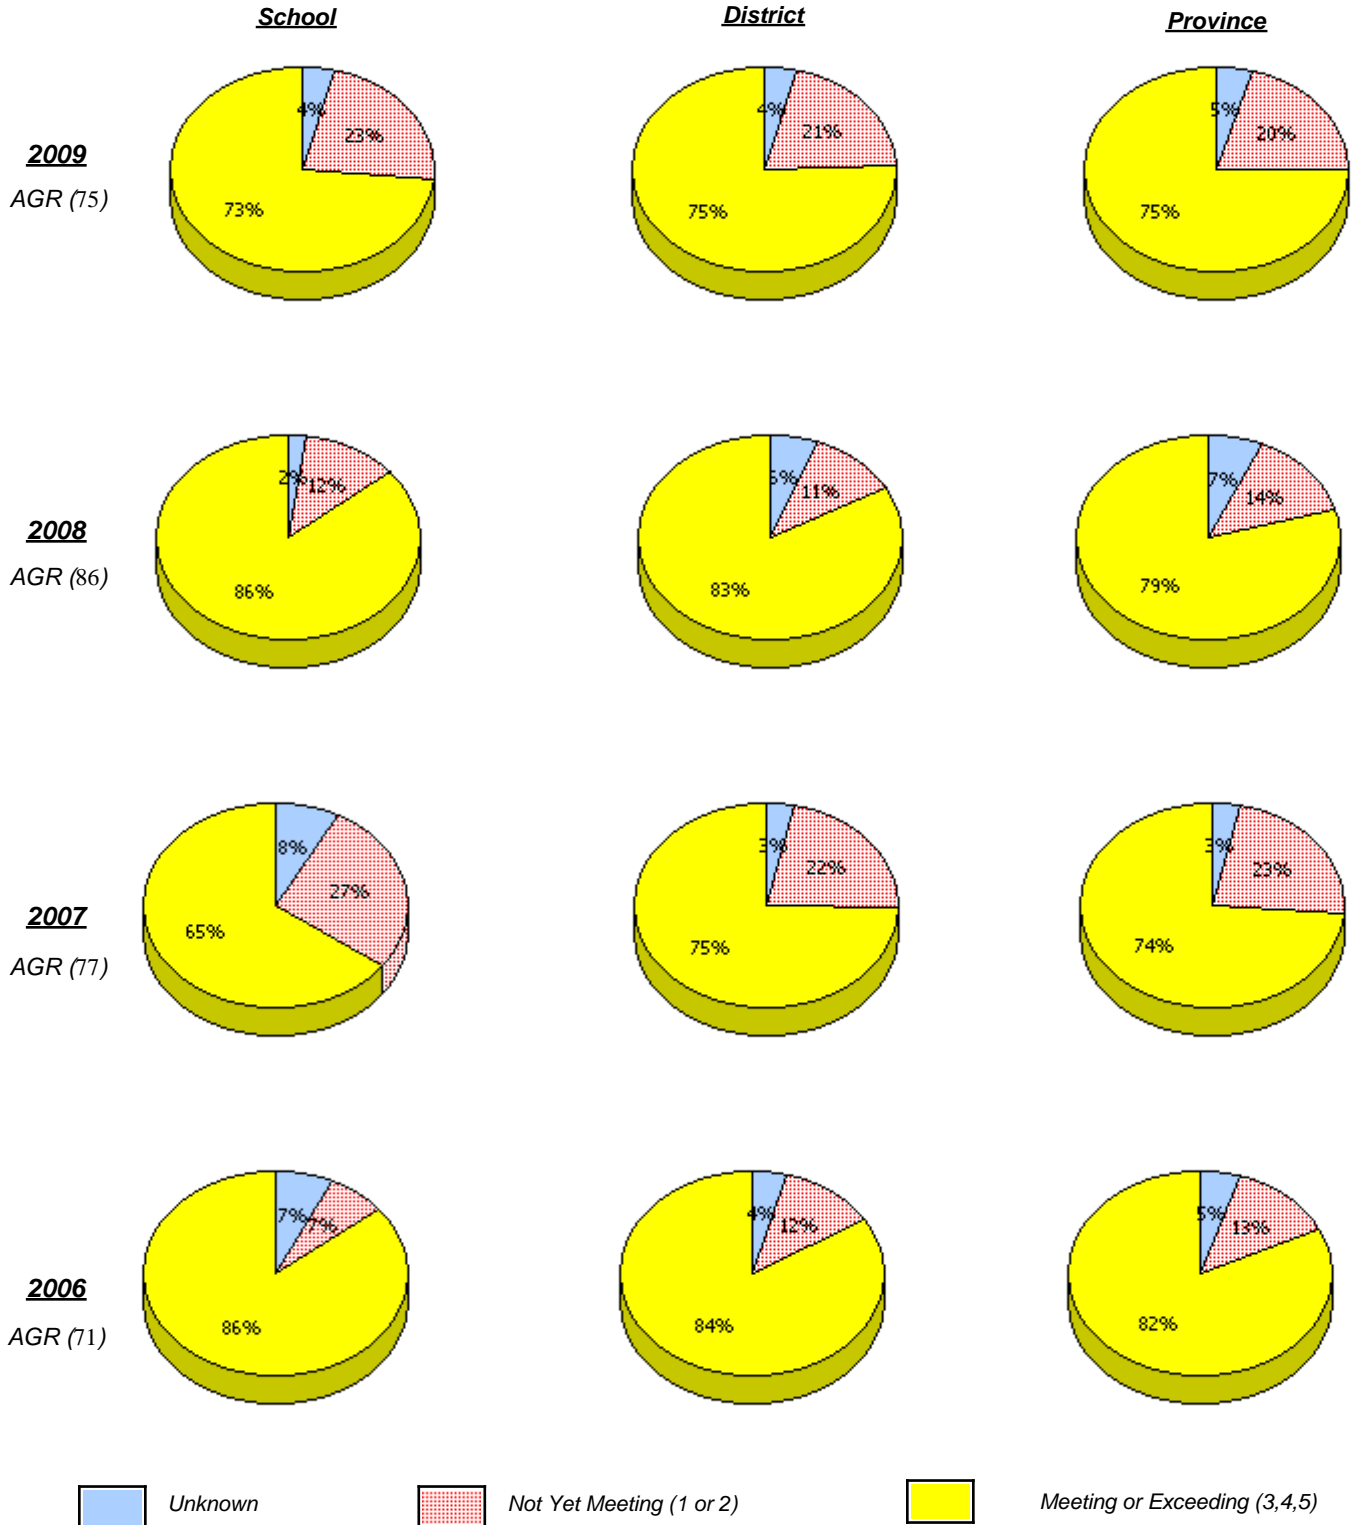 School District Province
4% 23% 73%
4% 21% 75%
5% 20% 75%
2009
AGR (75)
2% 12% 86%
11% 83%
7% 14% 79%
2008
AGR (86)
8% 27% 65%
3% 22% 75%
3% 23% 74%
2007
AGR (77)
7% 7% 86%
4% 12% 84%
5% 13% 82%
2006
AGR (71)
Unknown Not Yet Meeting (1 or 2) Meeting or Exceeding (3,4,5)